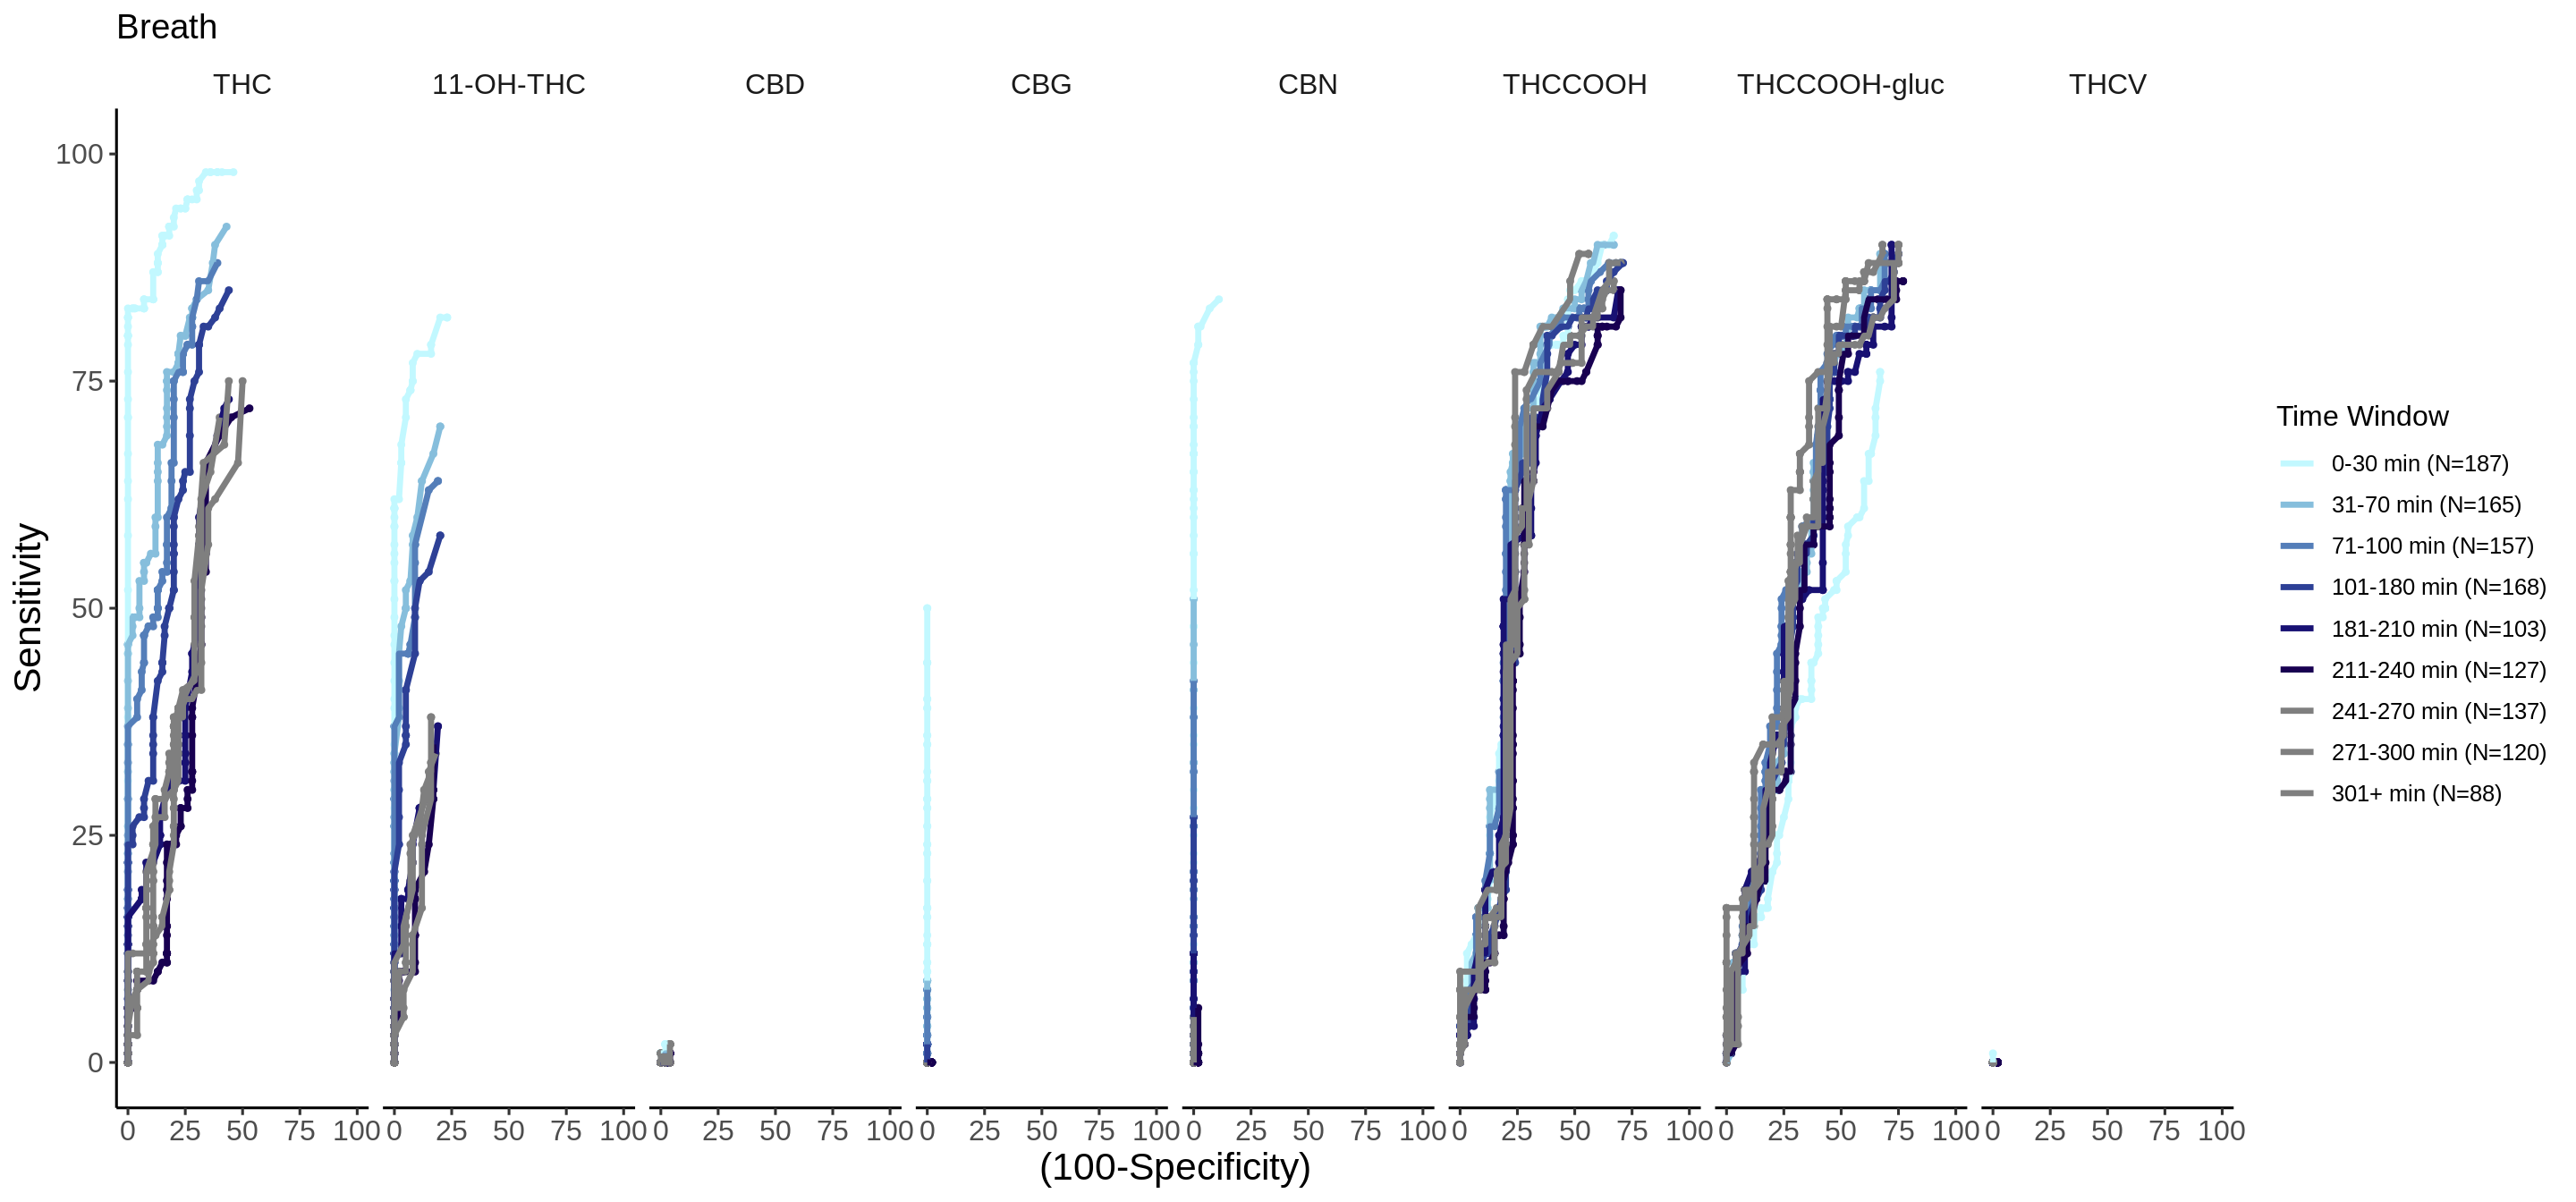 Breath
THC 11-OH-THC CBD CBG CBN THCCOOH THCCOOH-gluc THCV
100
75
50
25
0
Sensitivity
0 25 50 75 100 0 25 50 75 100 0 25 50 75 100 0 25 50 75 100 0 25 50 75 100 0 25 50 75 100 0 25 50 75 100 0 25 50 75 100
(100-Specificity)
Time Window
0-30 min (N=187)
31-70 min (N=165)
71-100 min (N=157)
101-180 min (N=168)
181-210 min (N=103)
211-240 min (N=127)
241-270 min (N=137)
271-300 min (N=120)
301+ min (N=88)